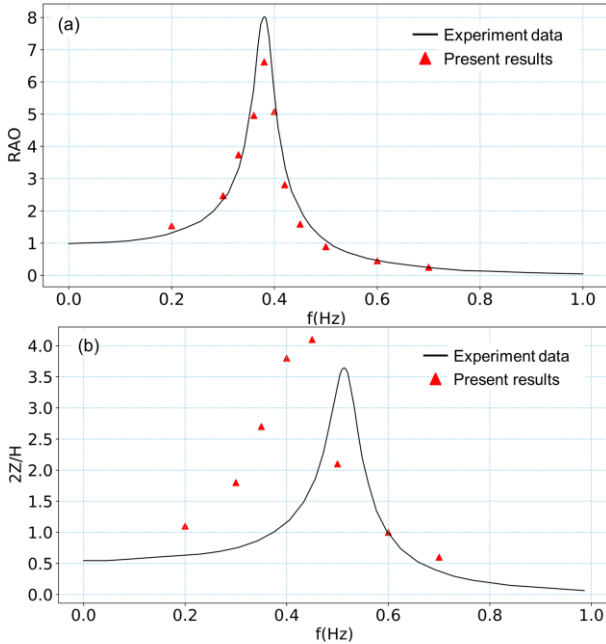 (a)
Experiment data
Present results
8
7
6
5
4
3
2
1
0
RAO
0.0 0.2 0.4 0.6 0.8 1.0
f(Hz)
(b)
Experiment data
Present results
4.0
3.5
3.0
2.5
2.0
1.5
1.0
0.5
0.0
2Z/H
0.0 0.2 0.4 0.6 0.8 1.0
f(Hz)